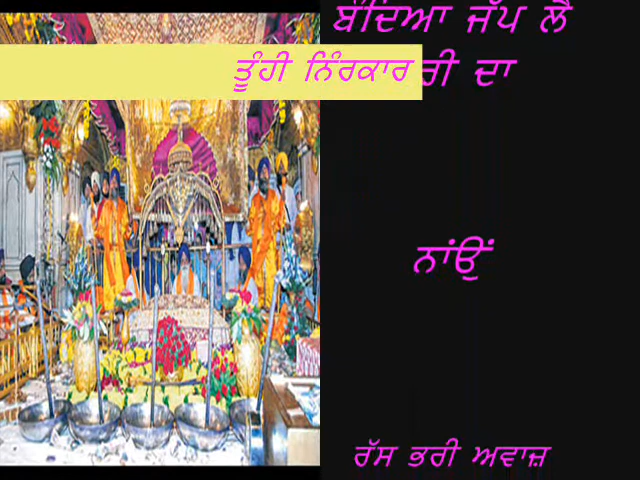 ਬੰਦਿਆ ਜੱਪ ਲੈ
ਤੂੰਹੀ ਨਿੰਰਕਾਰ ਰੀ ਦਾ
ਨਾਂਉਂ
ਰੱਸ ਭਰੀ ਅਵਾਜ਼